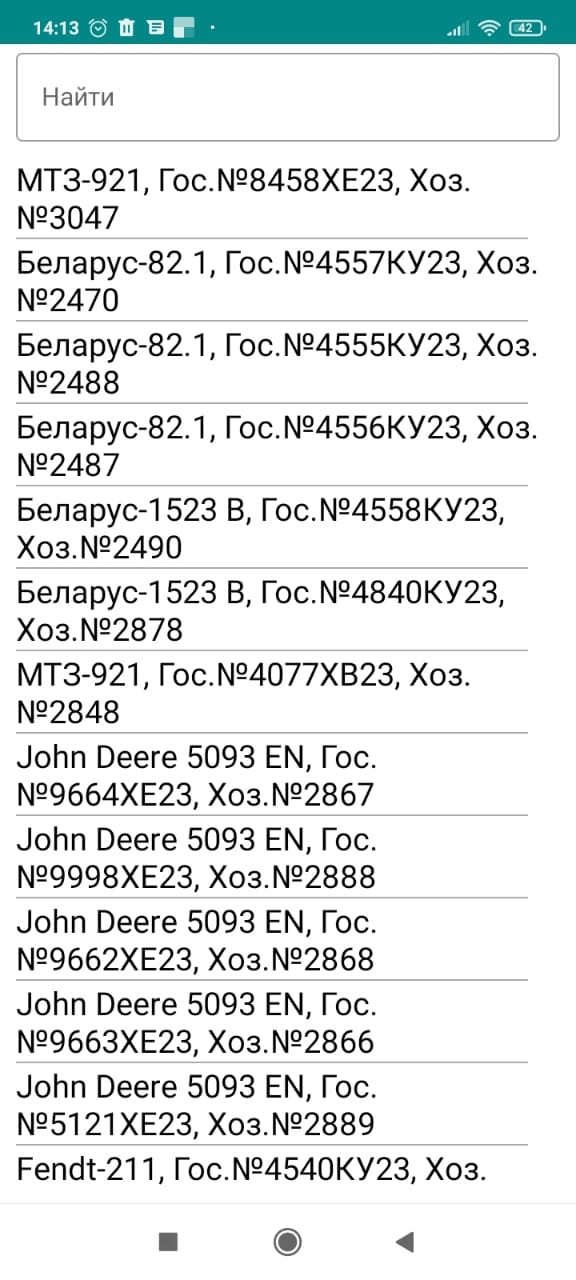 14:13
42
Найти
МТЗ-921, Гос.№8458ХЕ23, Хоз.
№3047
Беларус-82.1, Гос.№4557КУ23, Хоз.
№2470
Беларус-82.1, Гос.№4555КУ23, Хоз.
№2488
Беларус-82.1, Гос.№4556КУ23, Хоз.
№2487
Беларус-1523 В, Гос.№4558КУ23,
Хоз.№2490
Беларус-1523 В, Гос.№4840КУ23,
Хоз.№2878
МТЗ-921, Гос.№4077ХВ23, Хоз.
№2848
John Deere 5093 EN, Гос.
№9664ХЕ23, Хоз.№2867
John Deere 5093 EN, Гос.
№9998ХЕ23, Хоз.№2888
John Deere 5093 EN, Гос.
№9662ХЕ23, Хоз.№2868
John Deere 5093 EN, Гос.
№9663ХЕ23, Хоз.№2866
John Deere 5093 EN, Гос.
№5121ХЕ23, Хоз.№2889
Fendt-211, Гос.№4540КУ23, Хоз.